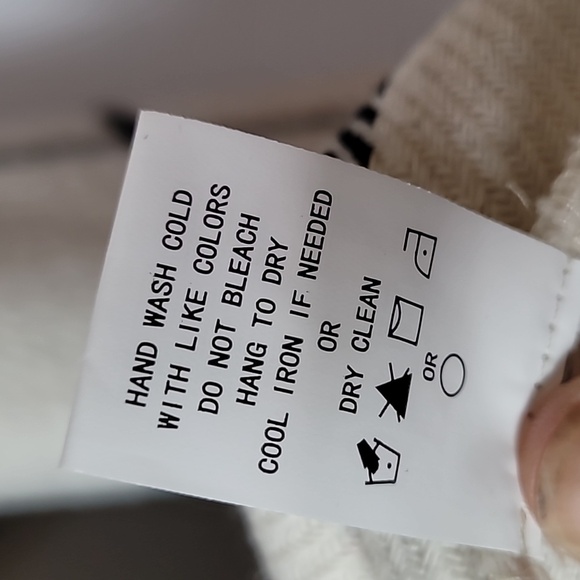 HAND WASH COLD
WITH LIKE COLORS
DO NOT BLEACH
HANG TO DRY
COOL IRON IF NEEDED
OR
DRY CLEAN
OR